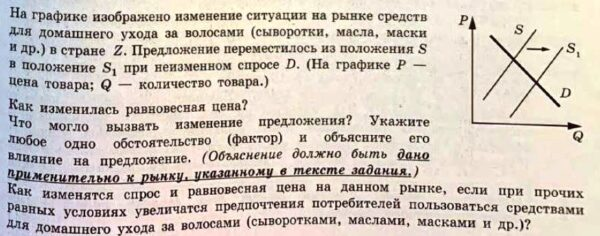 На графике изображено изменение ситуации на рынке средств
для домашнего ухода за волосами (сыворотки, масла, маски
и др.) в стране Z. Предложение переместилось из положения S
в положение S₁ при неизменном спросе D. (На графике P —
цена товара; Q — количество товара.)
Как изменилась равновесная цена?
Что могло вызвать изменение предложения? Укажите
любое одно обстоятельство (фактор) и объясните его
влияние на предложение. (Объяснение должно быть дано
применительно к рынку, указанному в тексте задания.)
Как изменятся спрос и равновесная цена на данном рынке, если при прочих
равных условиях увеличатся предпочтения потребителей пользоваться средствами
для домашнего ухода за волосами (сыворотками, маслами, масками и др.)?
P
S
S₁
D
Q